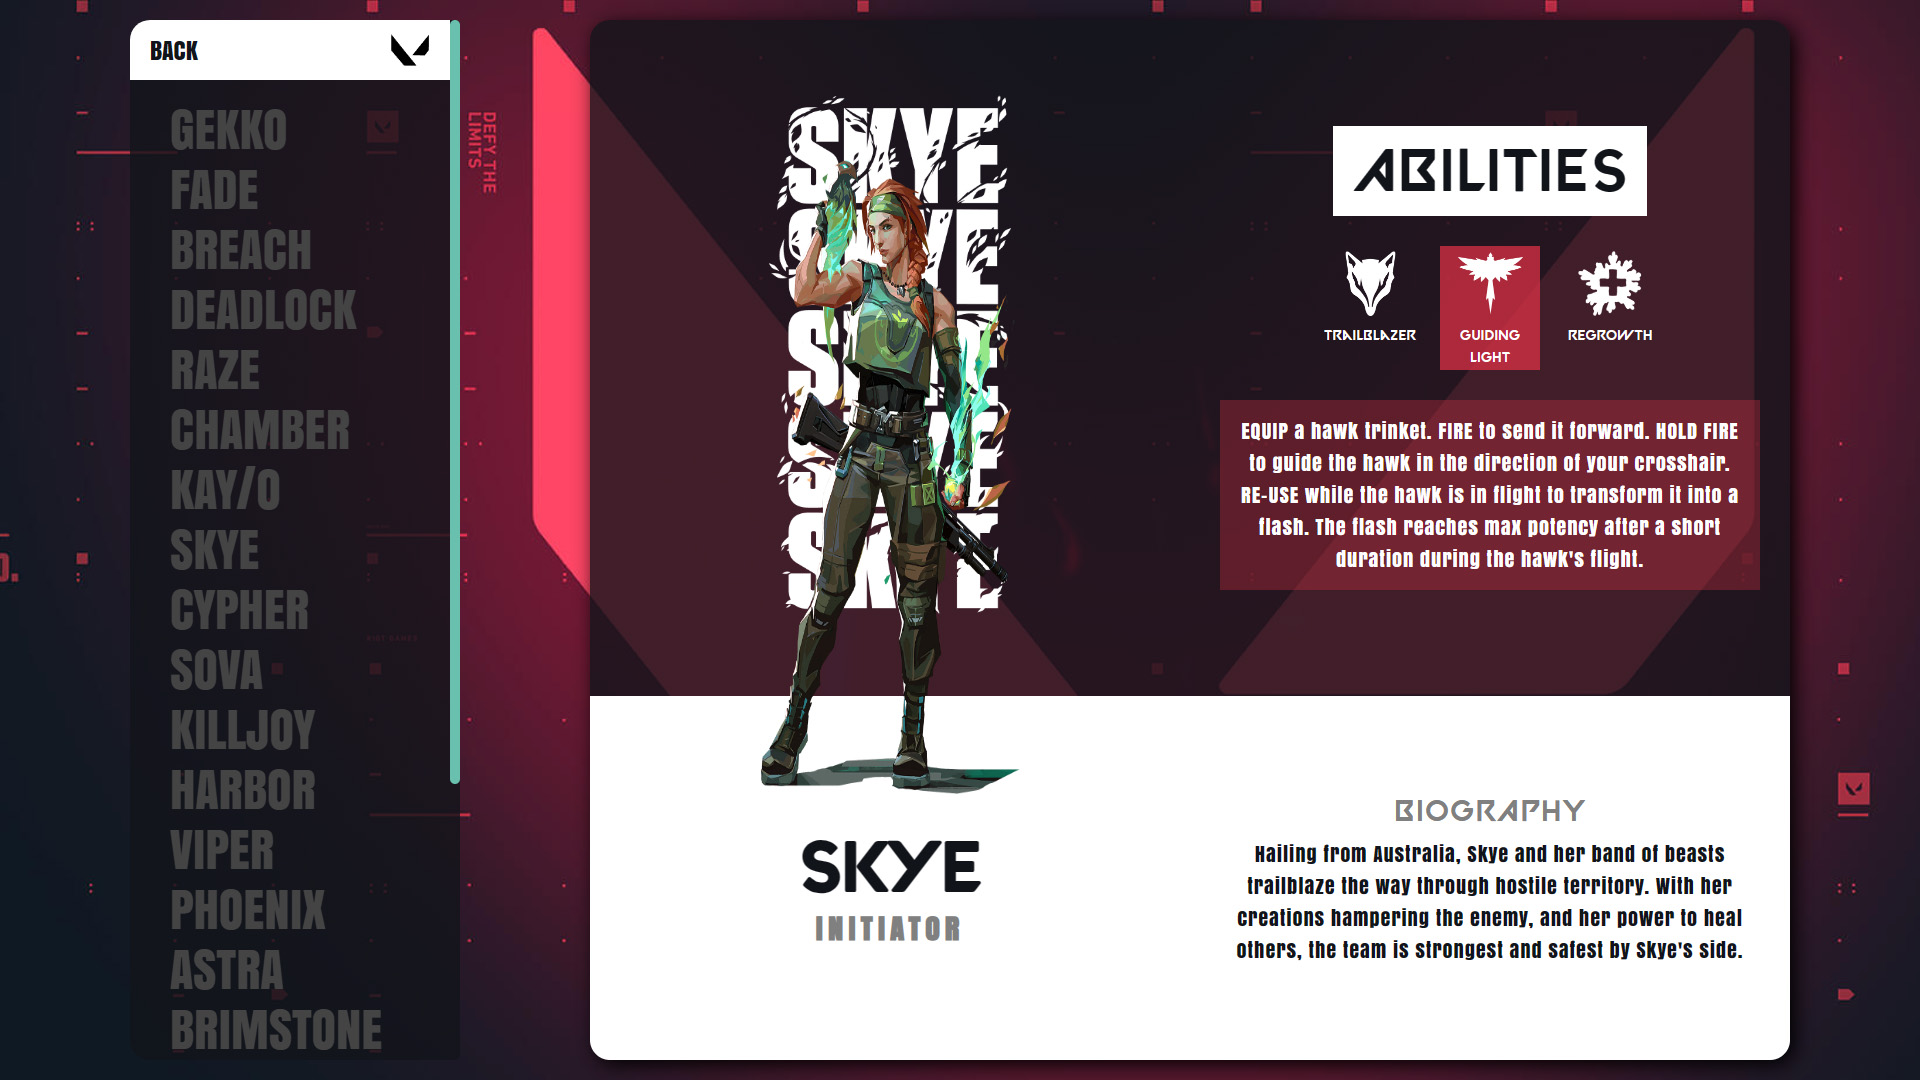 BACK
GEKKO
FADE
BREACH
DEADLOCK
RAZE
CHAMBER
KAY/O
SKYE
CYPHER
SOVA
KILLJOY
HARBOR
VIPER
PHOENIX
ASTRA
BRIMSTONE
DEFY THE
LIMITS
SKYE
SKYE
SKYE
SKYE
SKYE
SKYE
INITIATOR
ABILITIES
TRAILBLAZER
GUIDING
LIGHT
REGROWTH
EQUIP a hawk trinket. FIRE to send it forward. HOLD FIRE
to guide the hawk in the direction of your crosshair.
RE-USE while the hawk is in flight to transform it into a
flash. The flash reaches max potency after a short
duration during the hawk's flight.
BIOGRAPHY
Hailing from Australia, Skye and her band of beasts
trailblaze the way through hostile territory. With her
creations hampering the enemy, and her power to heal
others, the team is strongest and safest by Skye's side.